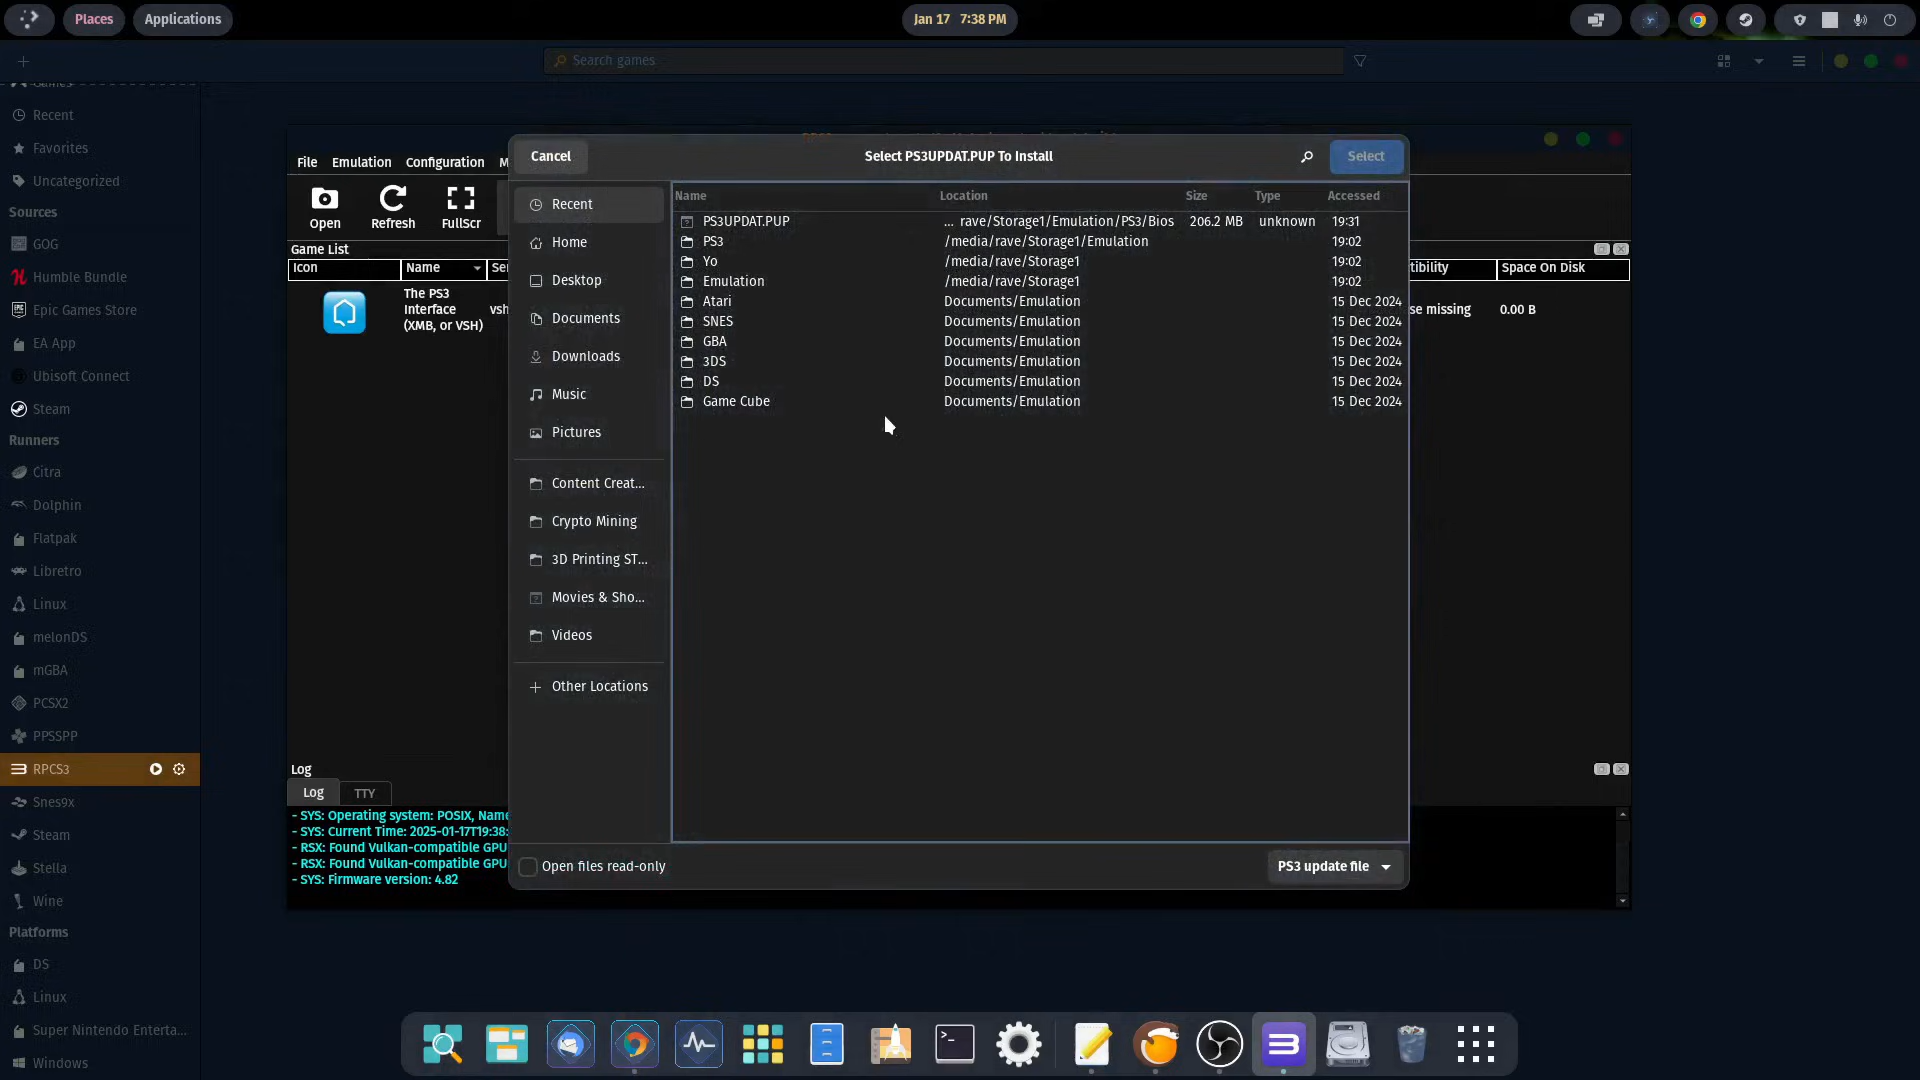 Places
Applications
Jan 17 7:38 PM
Search games
Recent
Favorites
Uncategorized
Sources
GOG
Humble Bundle
Epic Games Store
EA App
Ubisoft Connect
Steam
Runners
Citra
Dolphin
Flatpak
Libretro
Linux
melonDS
mGBA
PCSX2
PPSSPP
RPCS3
Snes9x
Steam
Stella
Wine
Platforms
DS
Linux
Super Nintendo Enterta...
Windows
File Emulation Configuration M
Open Refresh FullScr
Game List
Icon Name Ser
The PS3
Interface
(XMB, or VSH)
vsh
tibility Space On Disk
se missing 0.00 B
Cancel
Select PS3UPDAT.PUP To Install
Select
Recent
Home
Desktop
Documents
Downloads
Music
Pictures
Content Creat...
Crypto Mining
3D Printing ST...
Movies & Sho...
Videos
Other Locations
Name Location Size Type Accessed
PS3UPDAT.PUP ... rave/Storage1/Emulation/PS3/Bios 206.2 MB unknown 19:31
PS3 /media/rave/Storage1/Emulation 19:02
Yo /media/rave/Storage1 19:02
Emulation /media/rave/Storage1 19:02
Atari Documents/Emulation 15 Dec 2024
SNES Documents/Emulation 15 Dec 2024
GBA Documents/Emulation 15 Dec 2024
3DS Documents/Emulation 15 Dec 2024
DS Documents/Emulation 15 Dec 2024
Game Cube Documents/Emulation 15 Dec 2024
Open files read-only
PS3 update file
Log
Log TTY
- SYS: Operating system: POSIX, Name
- SYS: Current Time: 2025-01-17T19:38:
- RSX: Found Vulkan-compatible GPU
- RSX: Found Vulkan-compatible GPU
- SYS: Firmware version: 4.82